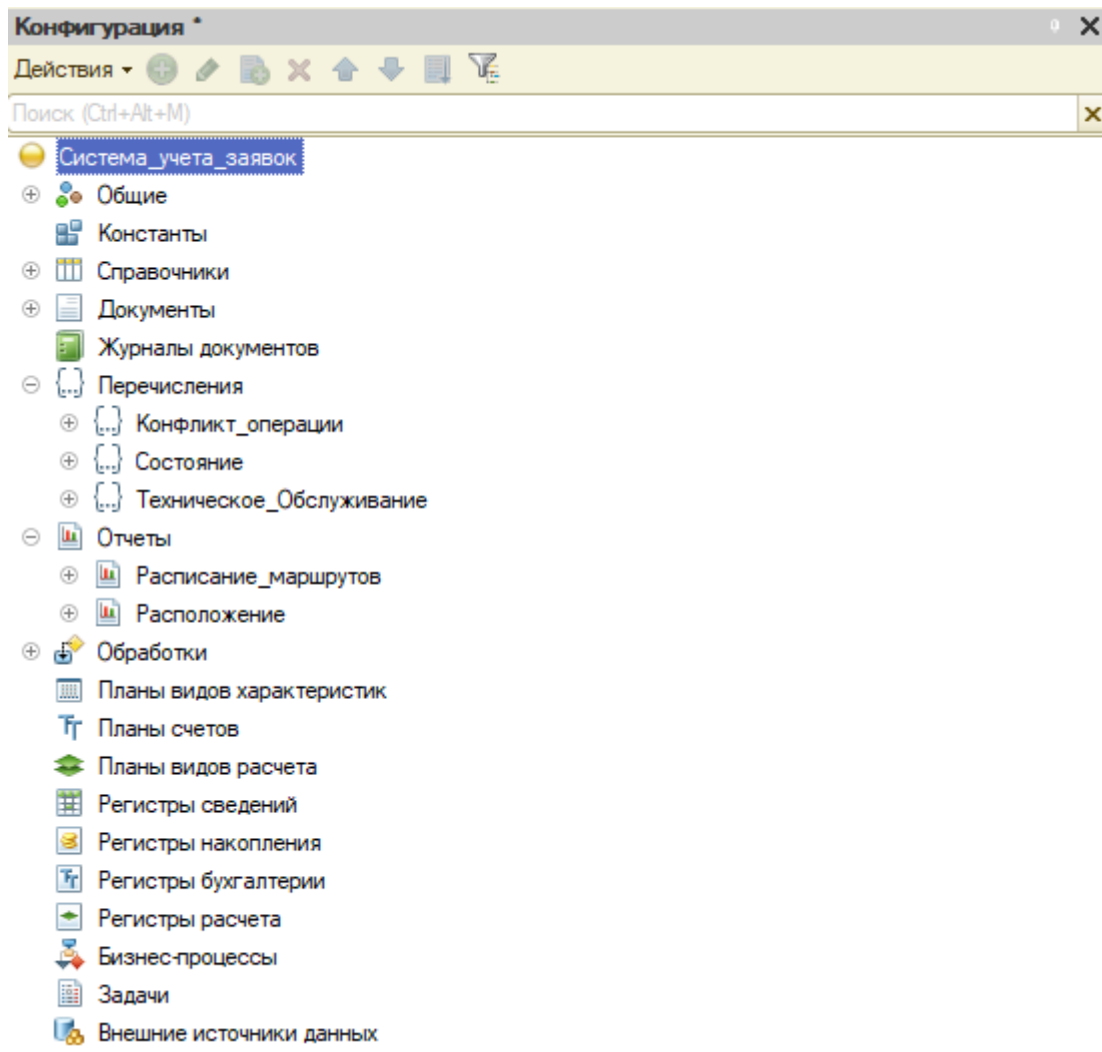 Конфигурация *
Действия
Поиск (Ctrl+Alt+M)
Система_учета_заявок
Общие
Константы
Справочники
Документы
Журналы документов
Перечисления
Конфликт_операции
Состояние
Техническое_Обслуживание
Отчеты
Расписание_маршрутов
Расположение
Обработки
Планы видов характеристик
Планы счетов
Планы видов расчета
Регистры сведений
Регистры накопления
Регистры бухгалтерии
Регистры расчета
Бизнес-процессы
Задачи
Внешние источники данных